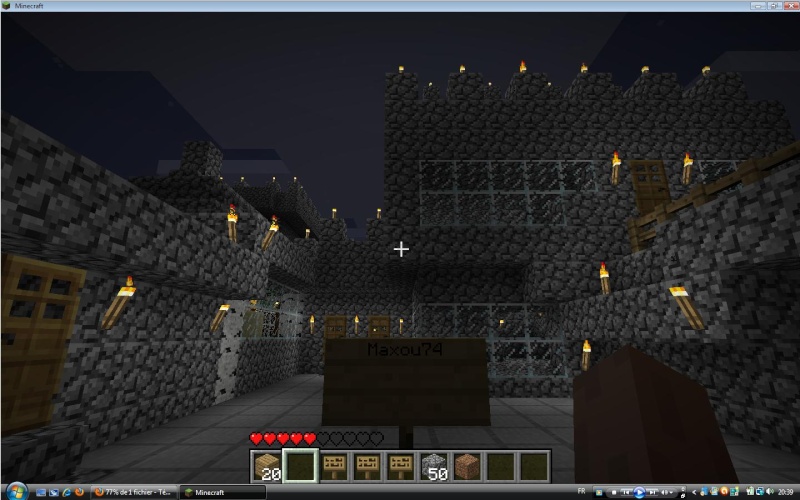 Minecraft
Maxou74
20
50
77% de 1 fichier - Té...
Minecraft
FR
20:39